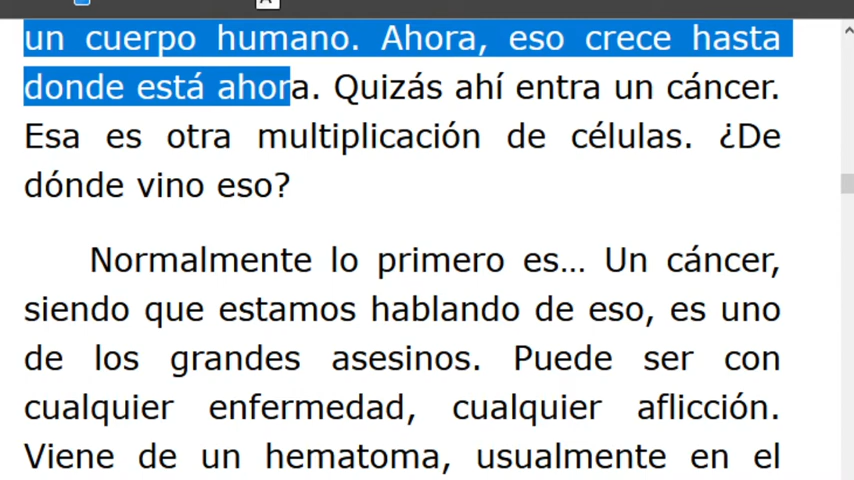 un cuerpo humano. Ahora, eso crece hasta
donde está ahora. Quizás ahí entra un cáncer.
Esa es otra multiplicación de células. ¿De
dónde vino eso?
Normalmente lo primero es... Un cáncer,
siendo que estamos hablando de eso, es uno
de los grandes asesinos. Puede ser con
cualquier enfermedad, cualquier aflicción.
Viene de un hematoma, usualmente en el